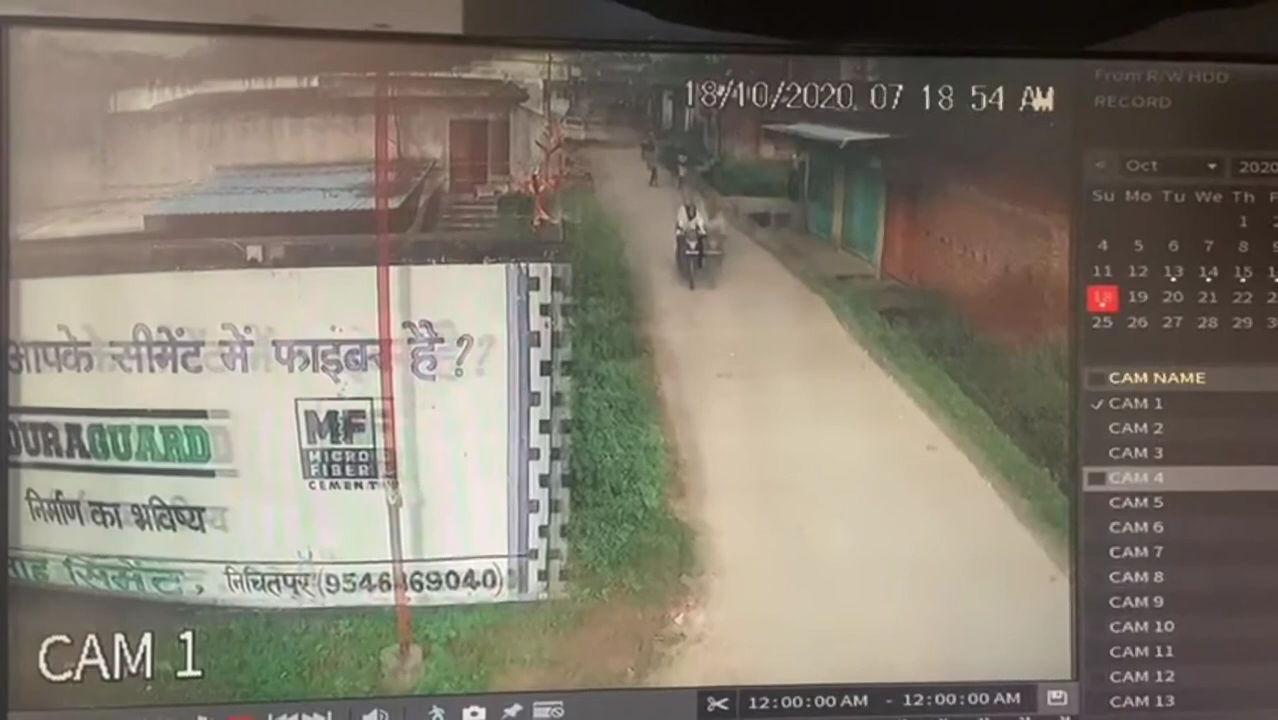 From R/W HDD
18/10/2020 07 18 54 AM
RECORD
< Oct 2020
Su Mo Tu We Th
1
4 5 6 7 8
11 12 13 14 15
18 19 20 21 22
25 26 27 28 29
आपके सीमेंट में फाइबर है ?
DURAGUARD
MF
MICRO
FIBER
CEMENT
निर्माण का भविष्य
सिमेंट, निचितपुर (9546 69040)
CAM 1
CAM NAME
CAM 1
CAM 2
CAM 3
CAM 4
CAM 5
CAM 6
CAM 7
CAM 8
CAM 9
CAM 10
CAM 11
CAM 12
CAM 13
12:00:00 AM - 12:00:00 AM